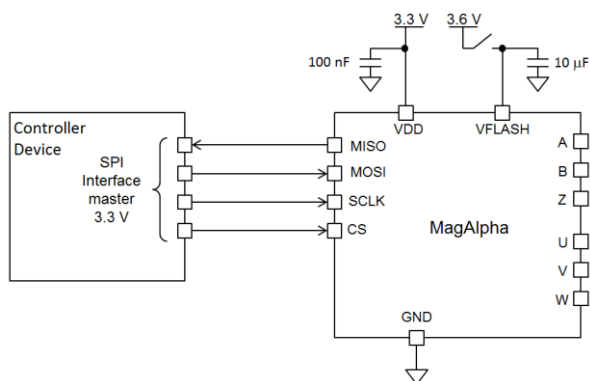 3.3 V
3.6 V
100 nF
10 μF
Controller
Device
SPI
Interface
master
3.3 V
VDD
VFLASH
MISO
MOSI
SCLK
CS
MagAlpha
A
B
Z
U
V
W
GND